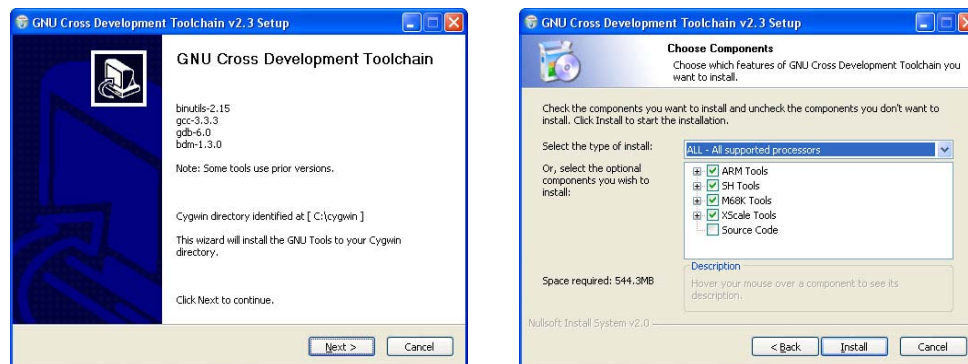 GNU Cross Development Toolchain v2.3 Setup
GNU Cross Development Toolchain
binutils-2.15
gcc-3.3.3
gdb-6.0
bdm-1.3.0
Note: Some tools use prior versions.
Cygwin directory identified at [ C:\cygwin ]
This wizard will install the GNU Tools to your Cygwin
directory.
Click Next to continue.
Next >
Cancel
GNU Cross Development Toolchain v2.3 Setup
Choose Components
Choose which features of GNU Cross Development Toolchain you
want to install.
Check the components you want to install and uncheck the components you don't want to
install. Click Install to start the installation.
Select the type of install:
ALL - All supported processors
Or, select the optional
components you wish to
install:
ARM Tools
SH Tools
M68K Tools
XScale Tools
Source Code
Space required: 544.3MB
Description
Hover your mouse over a component to see its
description.
Nullsoft Install System v2.0
< Back
Install
Cancel